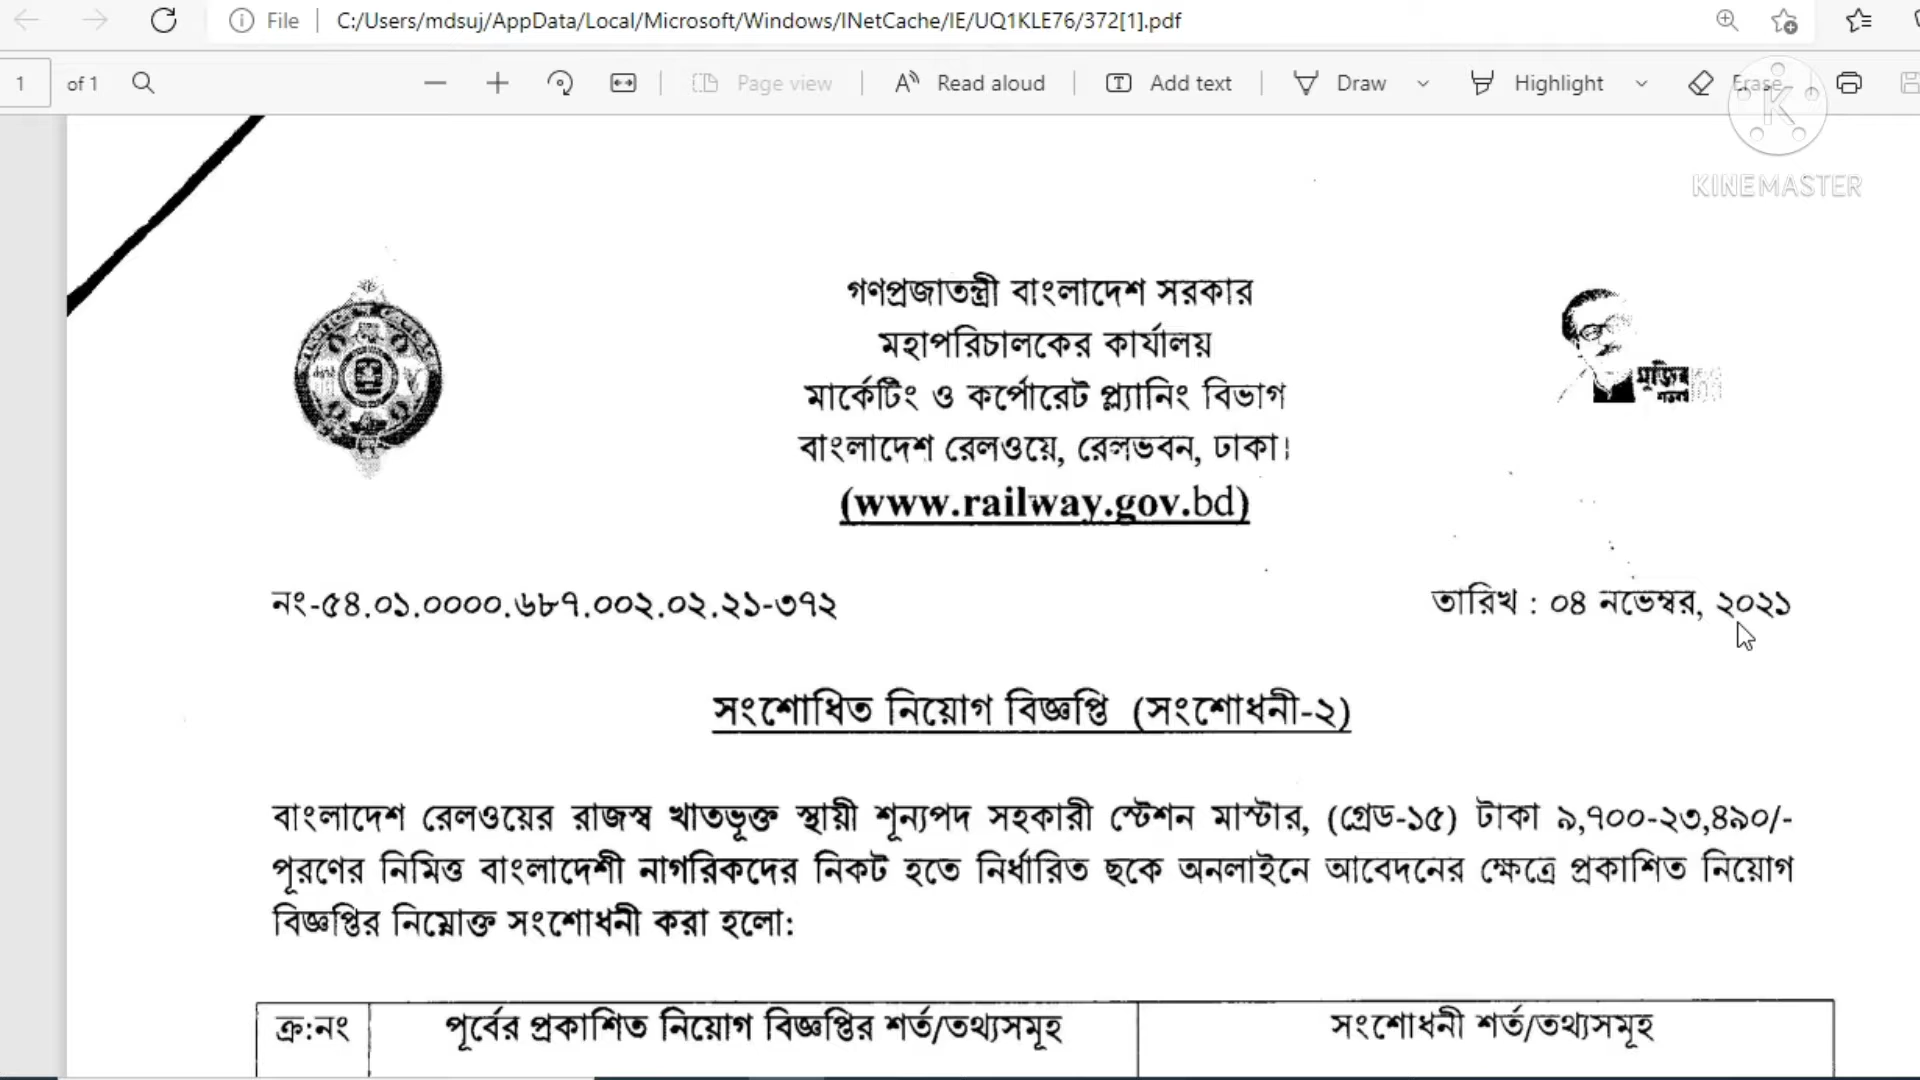 File
C:/Users/mdsuj/AppData/Local/Microsoft/Windows/INetCache/IE/UQ1KLE76/372[1].pdf
1 of 1 Page view Read aloud Add text Draw Highlight Erase
KINEMASTER
গণপ্রজাতন্ত্রী বাংলাদেশ সরকার
মহাপরিচালকের কার্যালয়
মার্কেটিং ও কর্পোরেট প্ল্যানিং বিভাগ
বাংলাদেশ রেলওয়ে, রেলভবন, ঢাকা।
(www.railway.gov.bd)
মুজিব
নং-৫৪.০১.০০০০.৬৮৭.০০২.০২.২১-৩৭২ তারিখ : ০৪ নভেম্বর, ২০২১
সংশোধিত নিয়োগ বিজ্ঞপ্তি (সংশোধনী-২)
বাংলাদেশ রেলওয়ের রাজস্ব খাতভূক্ত স্থায়ী শূন্যপদ সহকারী স্টেশন মাস্টার, (গ্রেড-১৫) টাকা ৯,৭০০-২৩,৪৯০/-
পূরণের নিমিত্ত বাংলাদেশী নাগরিকদের নিকট হতে নির্ধারিত ছকে অনলাইনে আবেদনের ক্ষেত্রে প্রকাশিত নিয়োগ
বিজ্ঞপ্তির নিম্নোক্ত সংশোধনী করা হলো:
ক্র:নং পূর্বের প্রকাশিত নিয়োগ বিজ্ঞপ্তির শর্ত/তথ্যসমূহ সংশোধনী শর্ত/তথ্যসমূহ